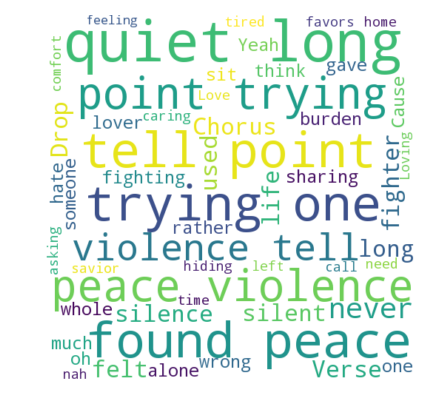 feeling tired favors home
quiet long
comfort Yeah think gave
sit
point trying
Love Cause
Drop lover caring Chorus burden
tell point
hate someone fighting used life sharing fighter Loving
trying one
rather
violence tell long
asking savior hiding left call need
peace violence
whole time never
silence silent
found peace
much oh felt alone wrong Verse one
nah